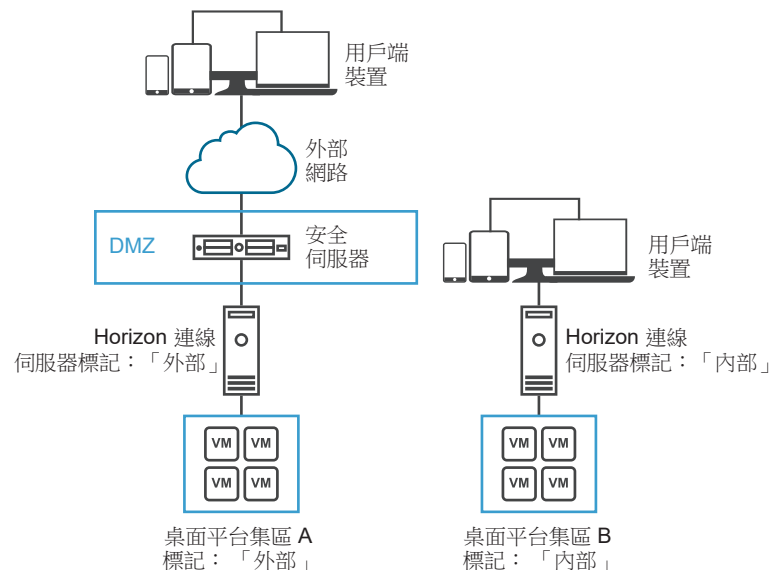 用戶端
裝置
外部
網路
DMZ
安全
伺服器
Horizon 連線
伺服器標記：「外部」
VM VM
VM VM
桌面平台集區 A
標記：「外部」
用戶端
裝置
Horizon 連線
伺服器標記：「內部」
VM VM
VM VM
桌面平台集區 B
標記：「內部」